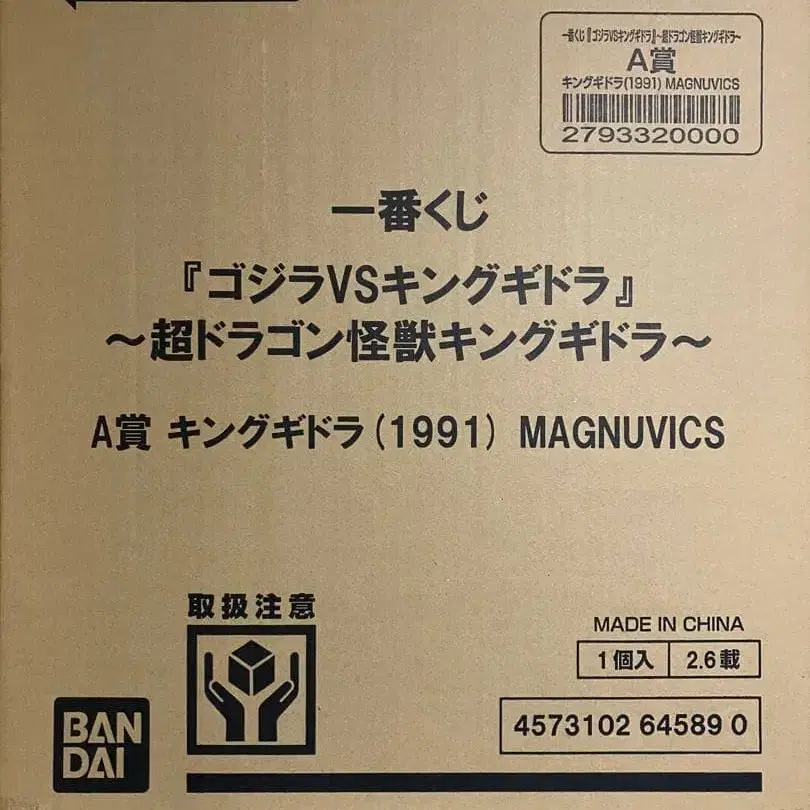 一番くじ『ゴジラVSキングギドラ』~超ドラゴン怪獣キングギドラ~
A賞
キングギドラ(1991) MAGNUVICS
2793320000
一番くじ
『ゴジラVSキングギドラ』
~超ドラゴン怪獣キングギドラ~
A賞 キングギドラ(1991) MAGNUVICS
取扱注意
MADE IN CHINA
1個入 2.6載
4573102 64589 0
BAN
DAI